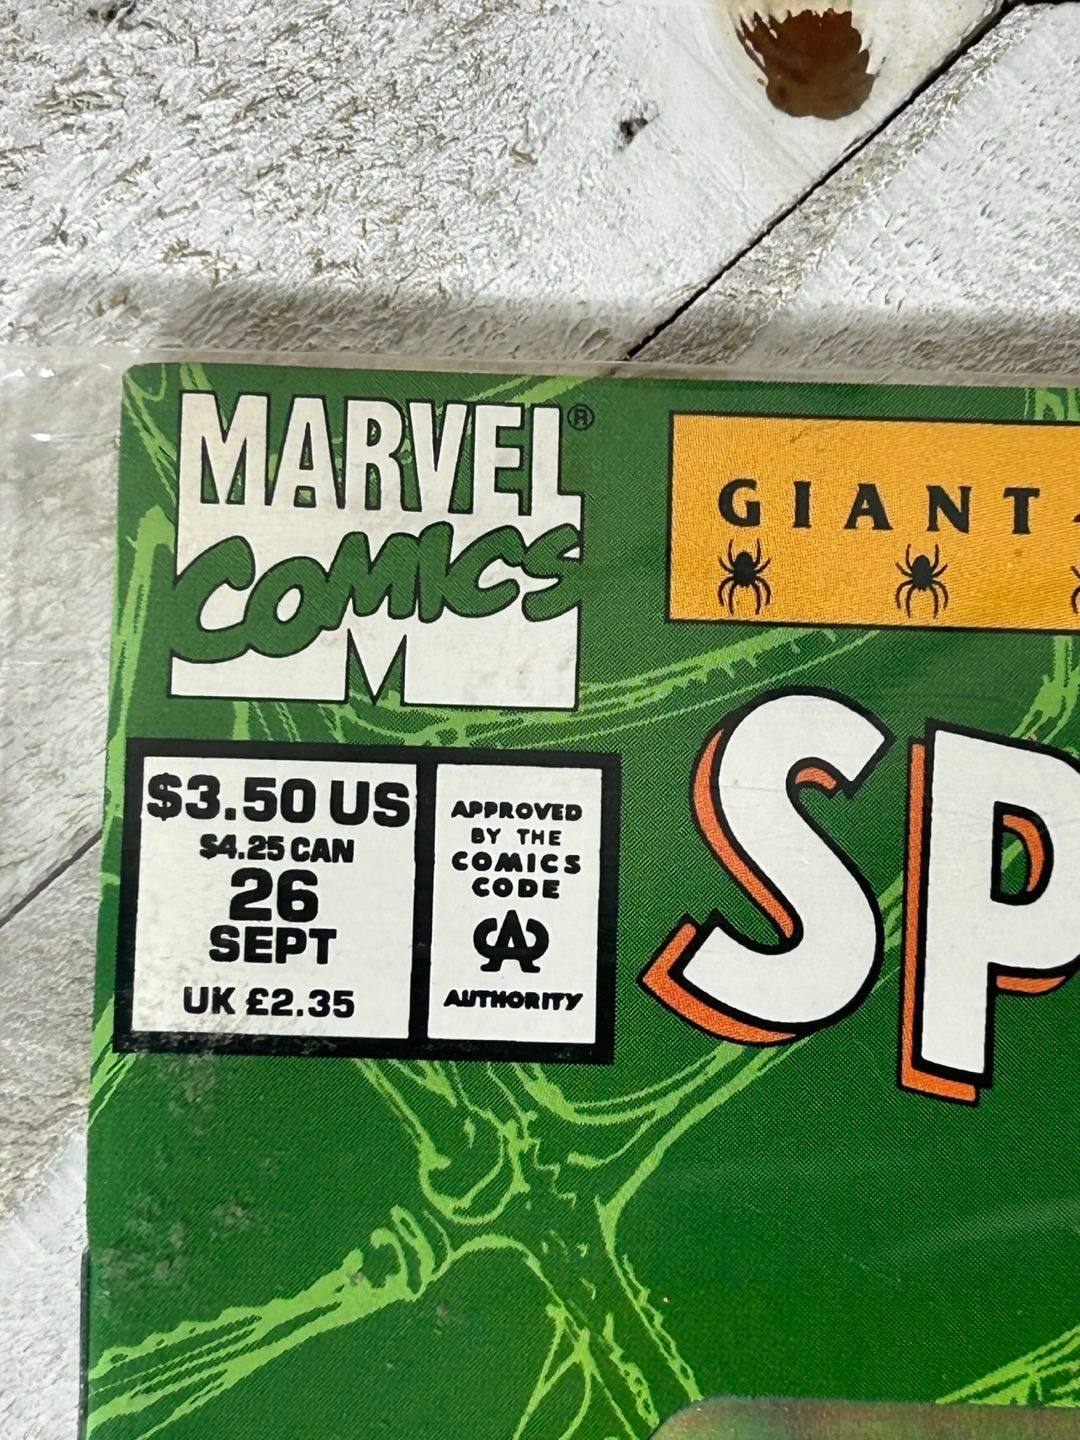 MARVEL®
COMICS
M
GIANT
SP
$3.50 US
$4.25 CAN
26
SEPT
UK £2.35
APPROVED
BY THE
COMICS
CODE
CA
AUTHORITY